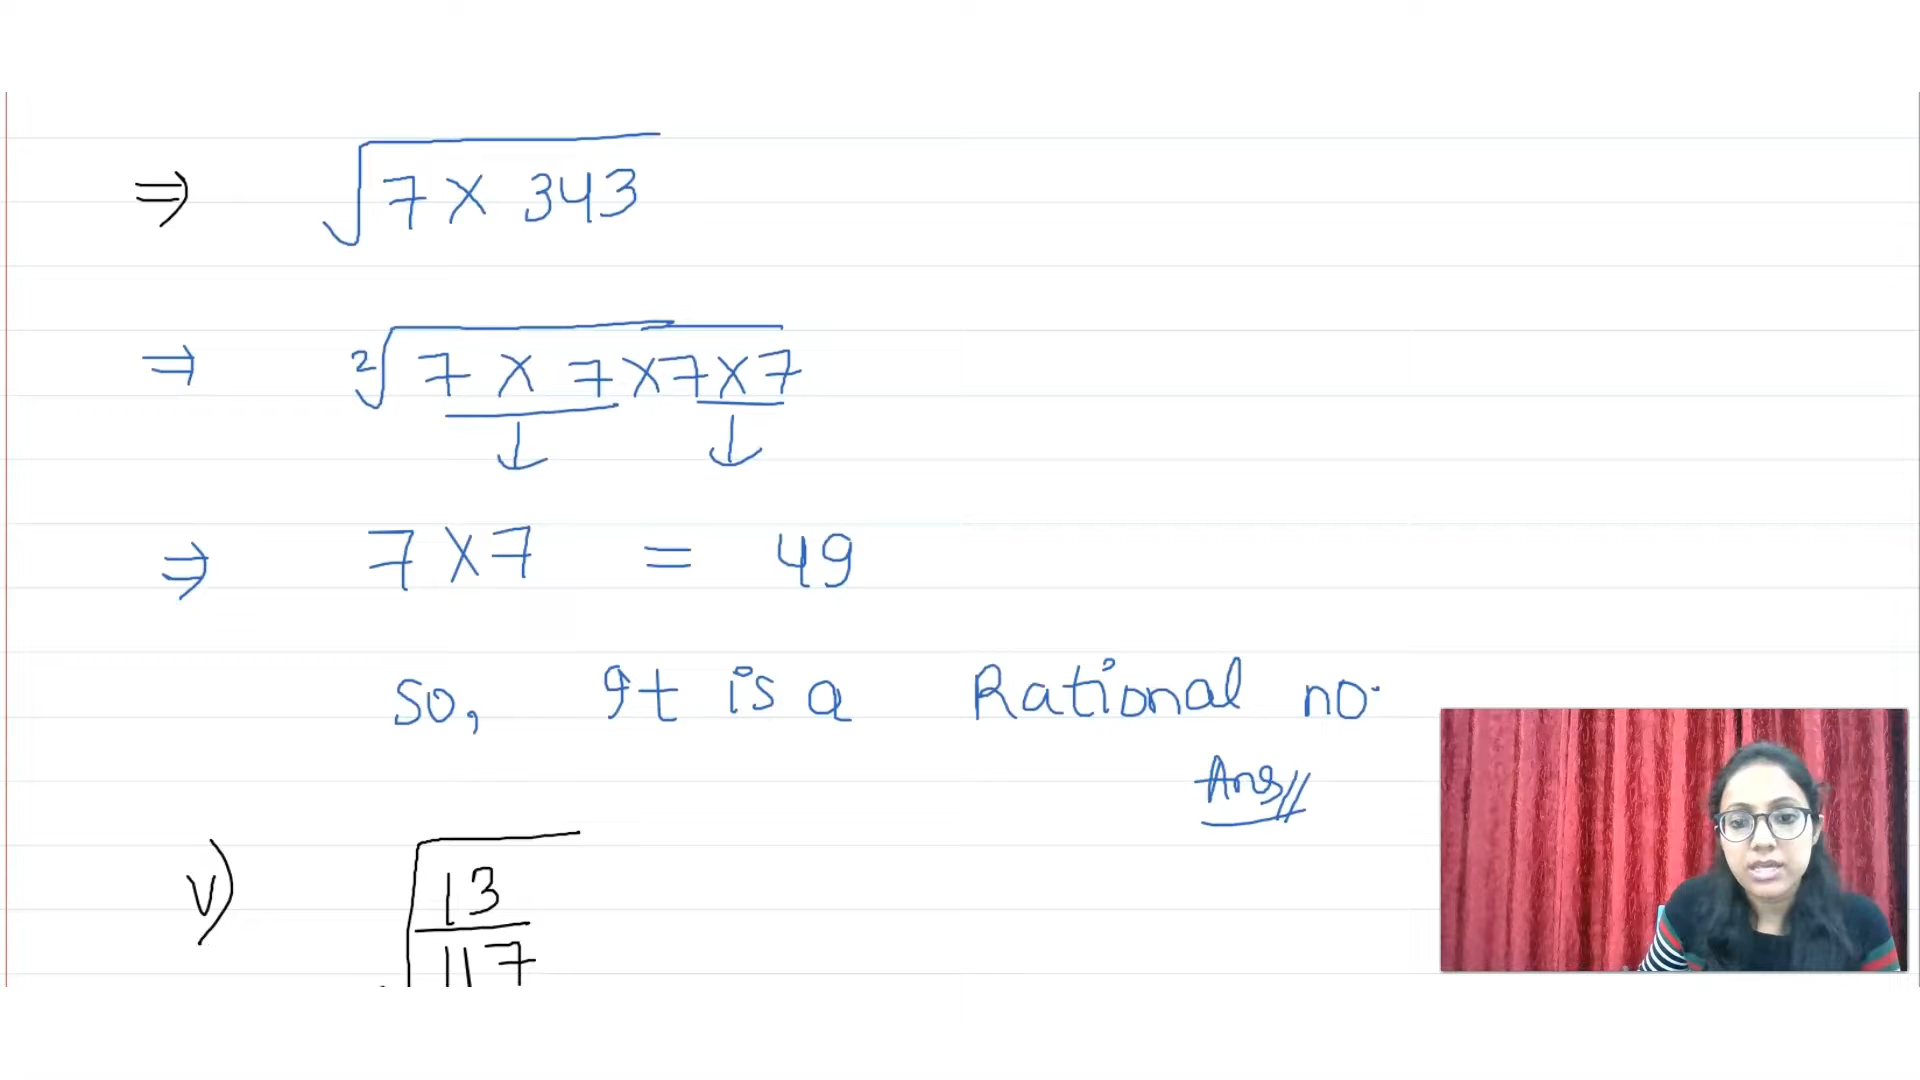 ⇒ √7 × 343
⇒ ²√7 × 7 × 7 × 7
↓ ↓
⇒ 7 × 7 = 49
so, It is a Rational no.
Ans//
v) √13/117